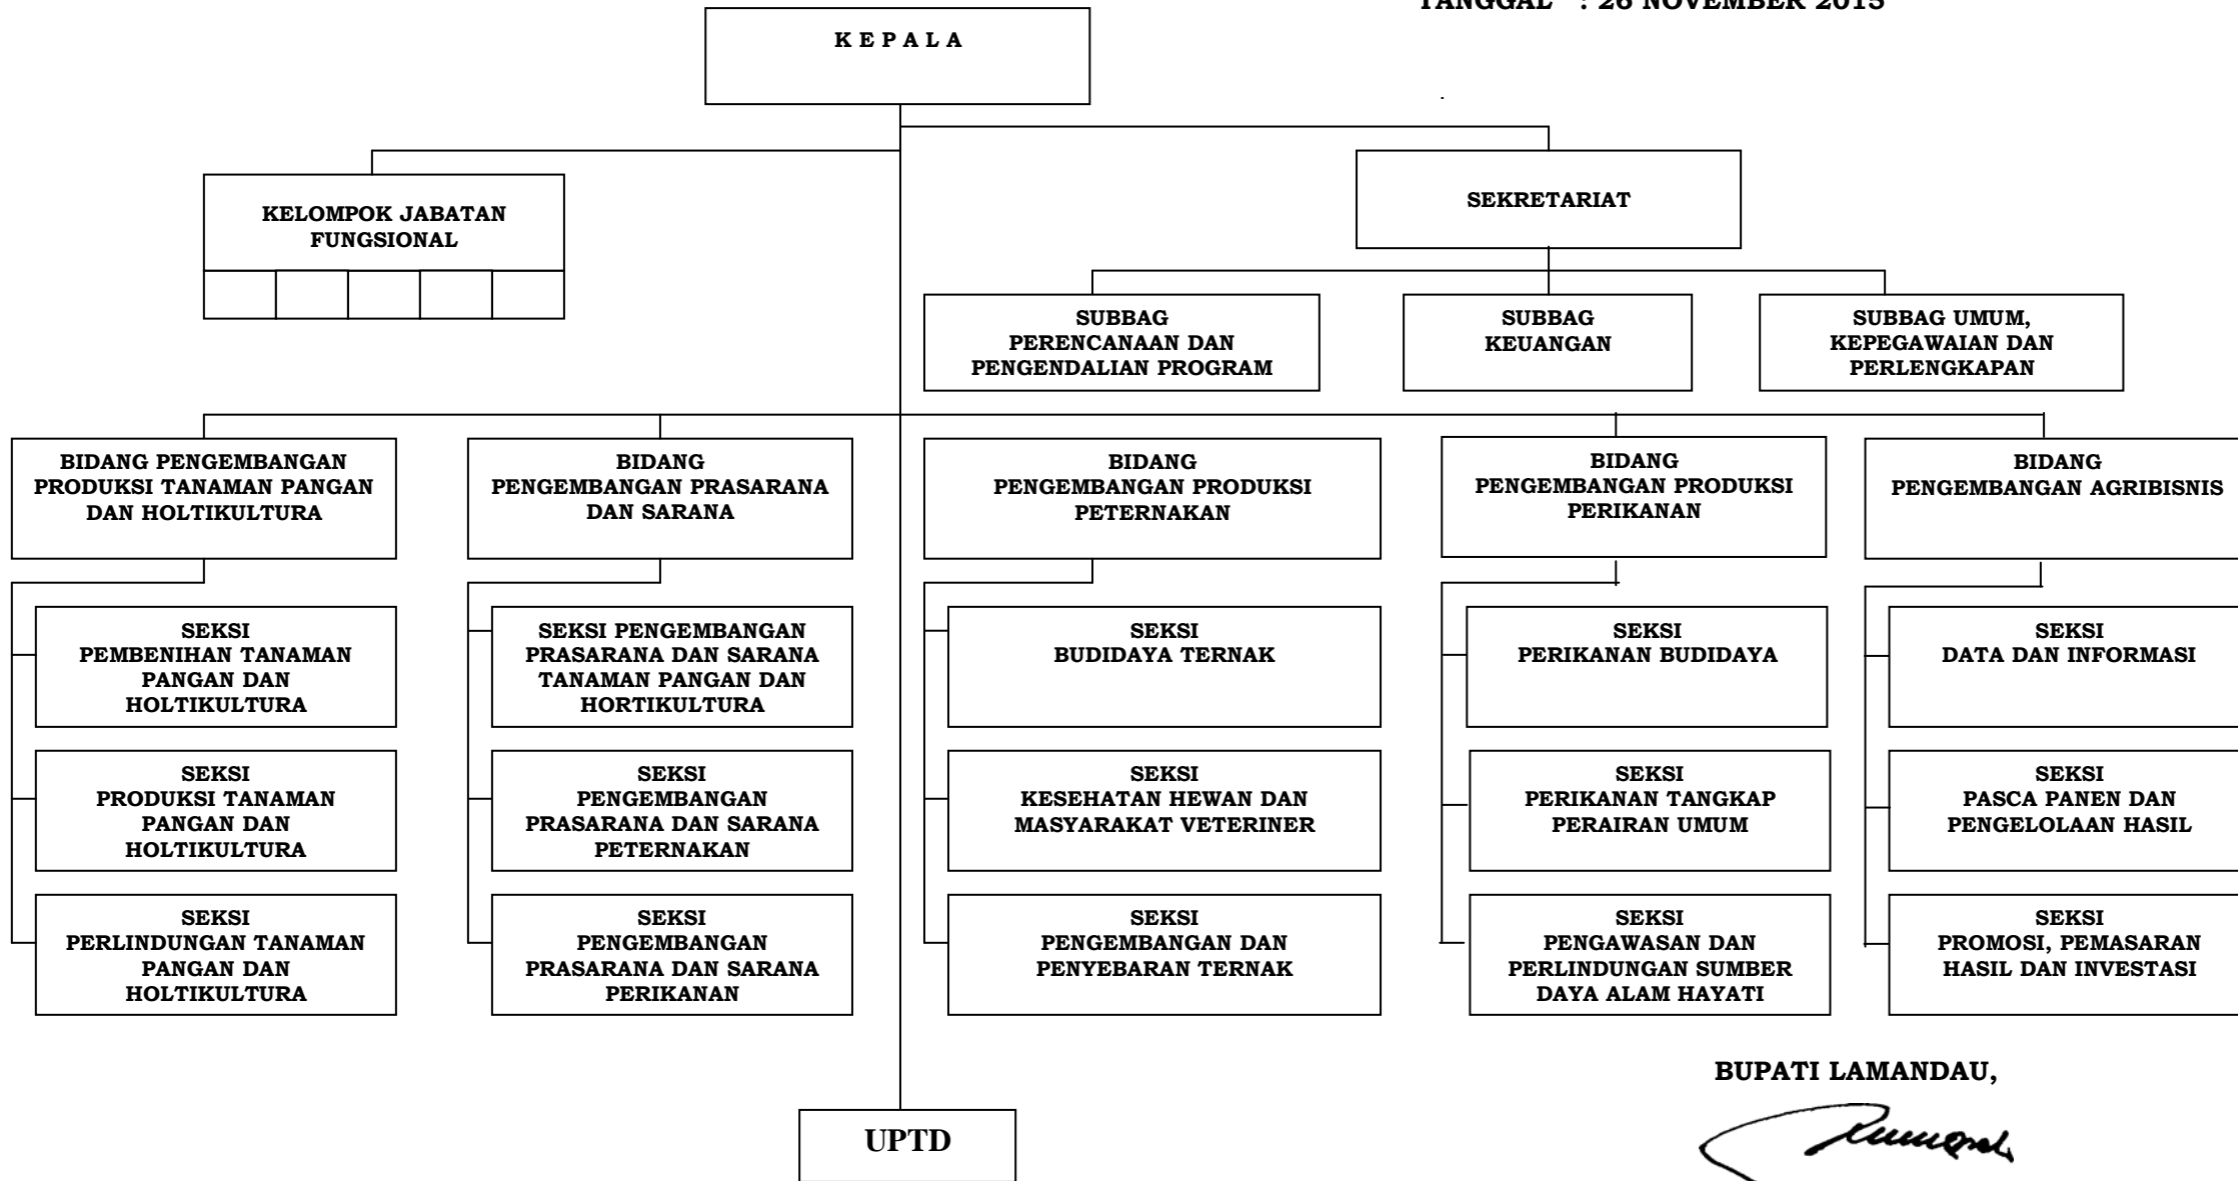 TANGGAL : 26 NOVEMBER 2015
K E P A L A
KELOMPOK JABATAN
FUNGSIONAL
SEKRETARIAT
SUBBAG
PERENCANAAN DAN
PENGENDALIAN PROGRAM
SUBBAG
KEUANGAN
SUBBAG UMUM,
KEPEGAWAIAN DAN
PERLENGKAPAN
BIDANG PENGEMBANGAN
PRODUKSI TANAMAN PANGAN
DAN HOLTIKULTURA
BIDANG
PENGEMBANGAN PRASARANA
DAN SARANA
BIDANG
PENGEMBANGAN PRODUKSI
PETERNAKAN
BIDANG
PENGEMBANGAN PRODUKSI
PERIKANAN
BIDANG
PENGEMBANGAN AGRIBISNIS
SEKSI
PEMBENIHAN TANAMAN
PANGAN DAN
HOLTIKULTURA
SEKSI PENGEMBANGAN
PRASARANA DAN SARANA
TANAMAN PANGAN DAN
HORTIKULTURA
SEKSI
BUDIDAYA TERNAK
SEKSI
PERIKANAN BUDIDAYA
SEKSI
DATA DAN INFORMASI
SEKSI
PRODUKSI TANAMAN
PANGAN DAN
HOLTIKULTURA
SEKSI
PENGEMBANGAN
PRASARANA DAN SARANA
PETERNAKAN
SEKSI
KESEHATAN HEWAN DAN
MASYARAKAT VETERINER
SEKSI
PERIKANAN TANGKAP
PERAIRAN UMUM
SEKSI
PASCA PANEN DAN
PENGELOLAAN HASIL
SEKSI
PERLINDUNGAN TANAMAN
PANGAN DAN
HOLTIKULTURA
SEKSI
PENGEMBANGAN
PRASARANA DAN SARANA
PERIKANAN
SEKSI
PENGEMBANGAN DAN
PENYEBARAN TERNAK
SEKSI
PENGAWASAN DAN
PERLINDUNGAN SUMBER
DAYA ALAM HAYATI
SEKSI
PROMOSI, PEMASARAN
HASIL DAN INVESTASI
BUPATI LAMANDAU,
UPTD